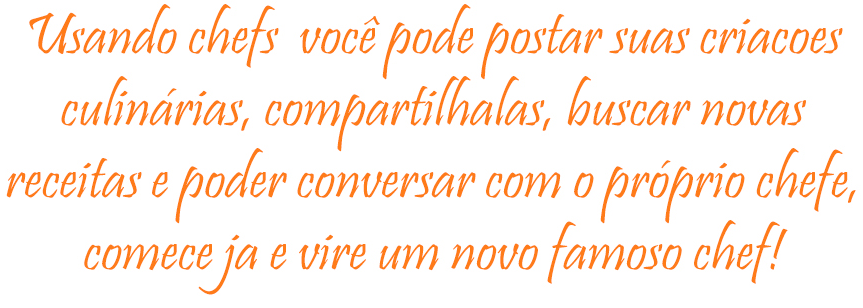 Usando chefs você pode postar suas criacoes
culinárias, compartilhalas, buscar novas
receitas e poder conversar com o próprio chefe,
comece ja e vire um novo famoso chef!